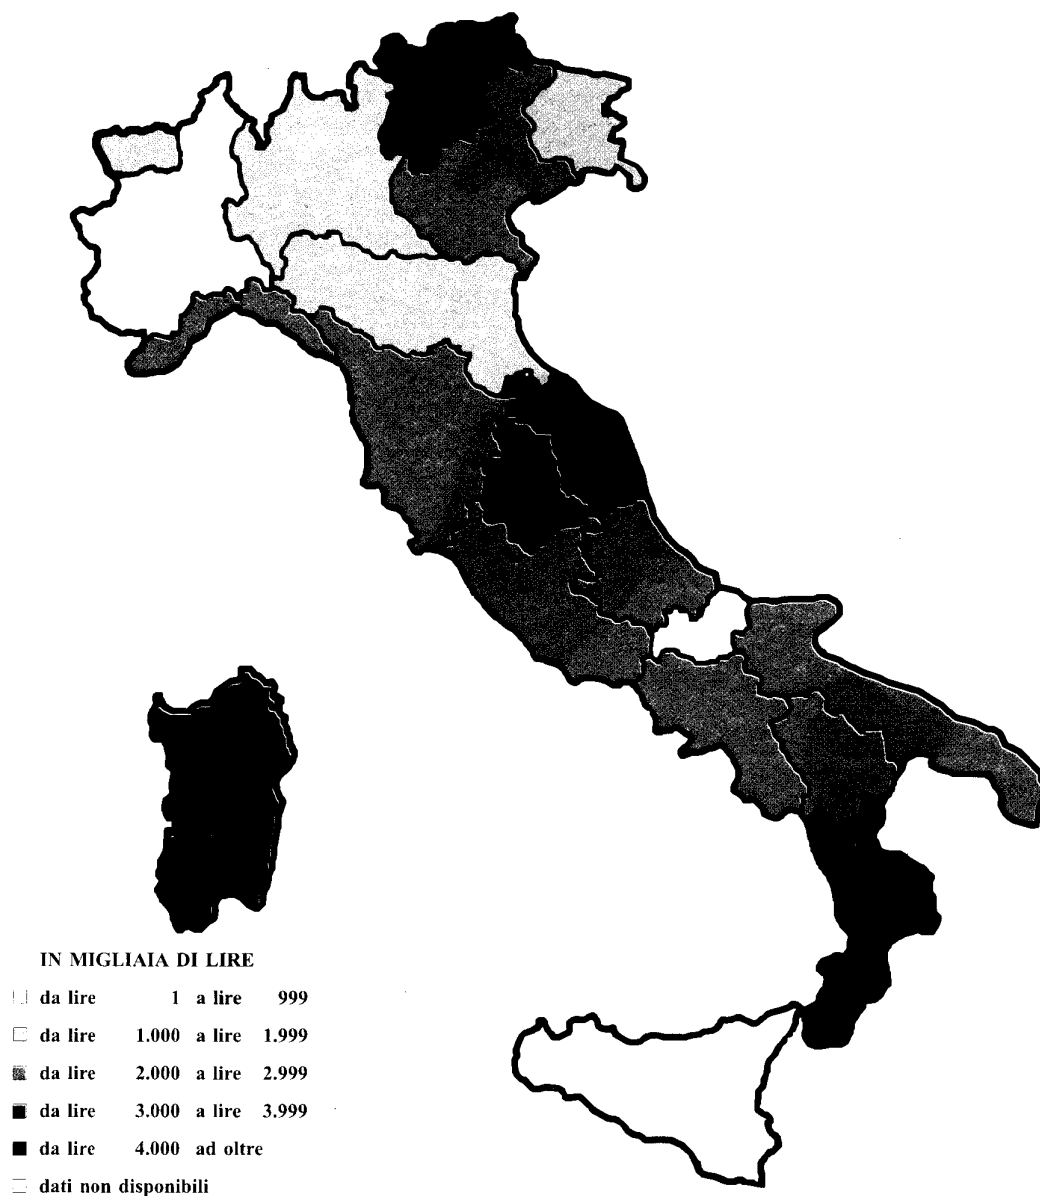 IN MIGLIAIA DI LIRE
da lire 1 a lire 999
da lire 1.000 a lire 1.999
da lire 2.000 a lire 2.999
da lire 3.000 a lire 3.999
da lire 4.000 ad oltre
dati non disponibili